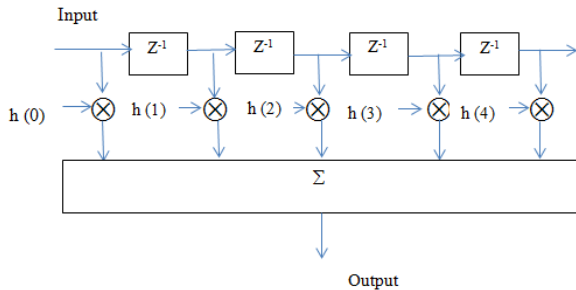 Input
Z-1 Z-1 Z-1 Z-1
h (0) h (1) h (2) h (3) h (4)
Σ
Output